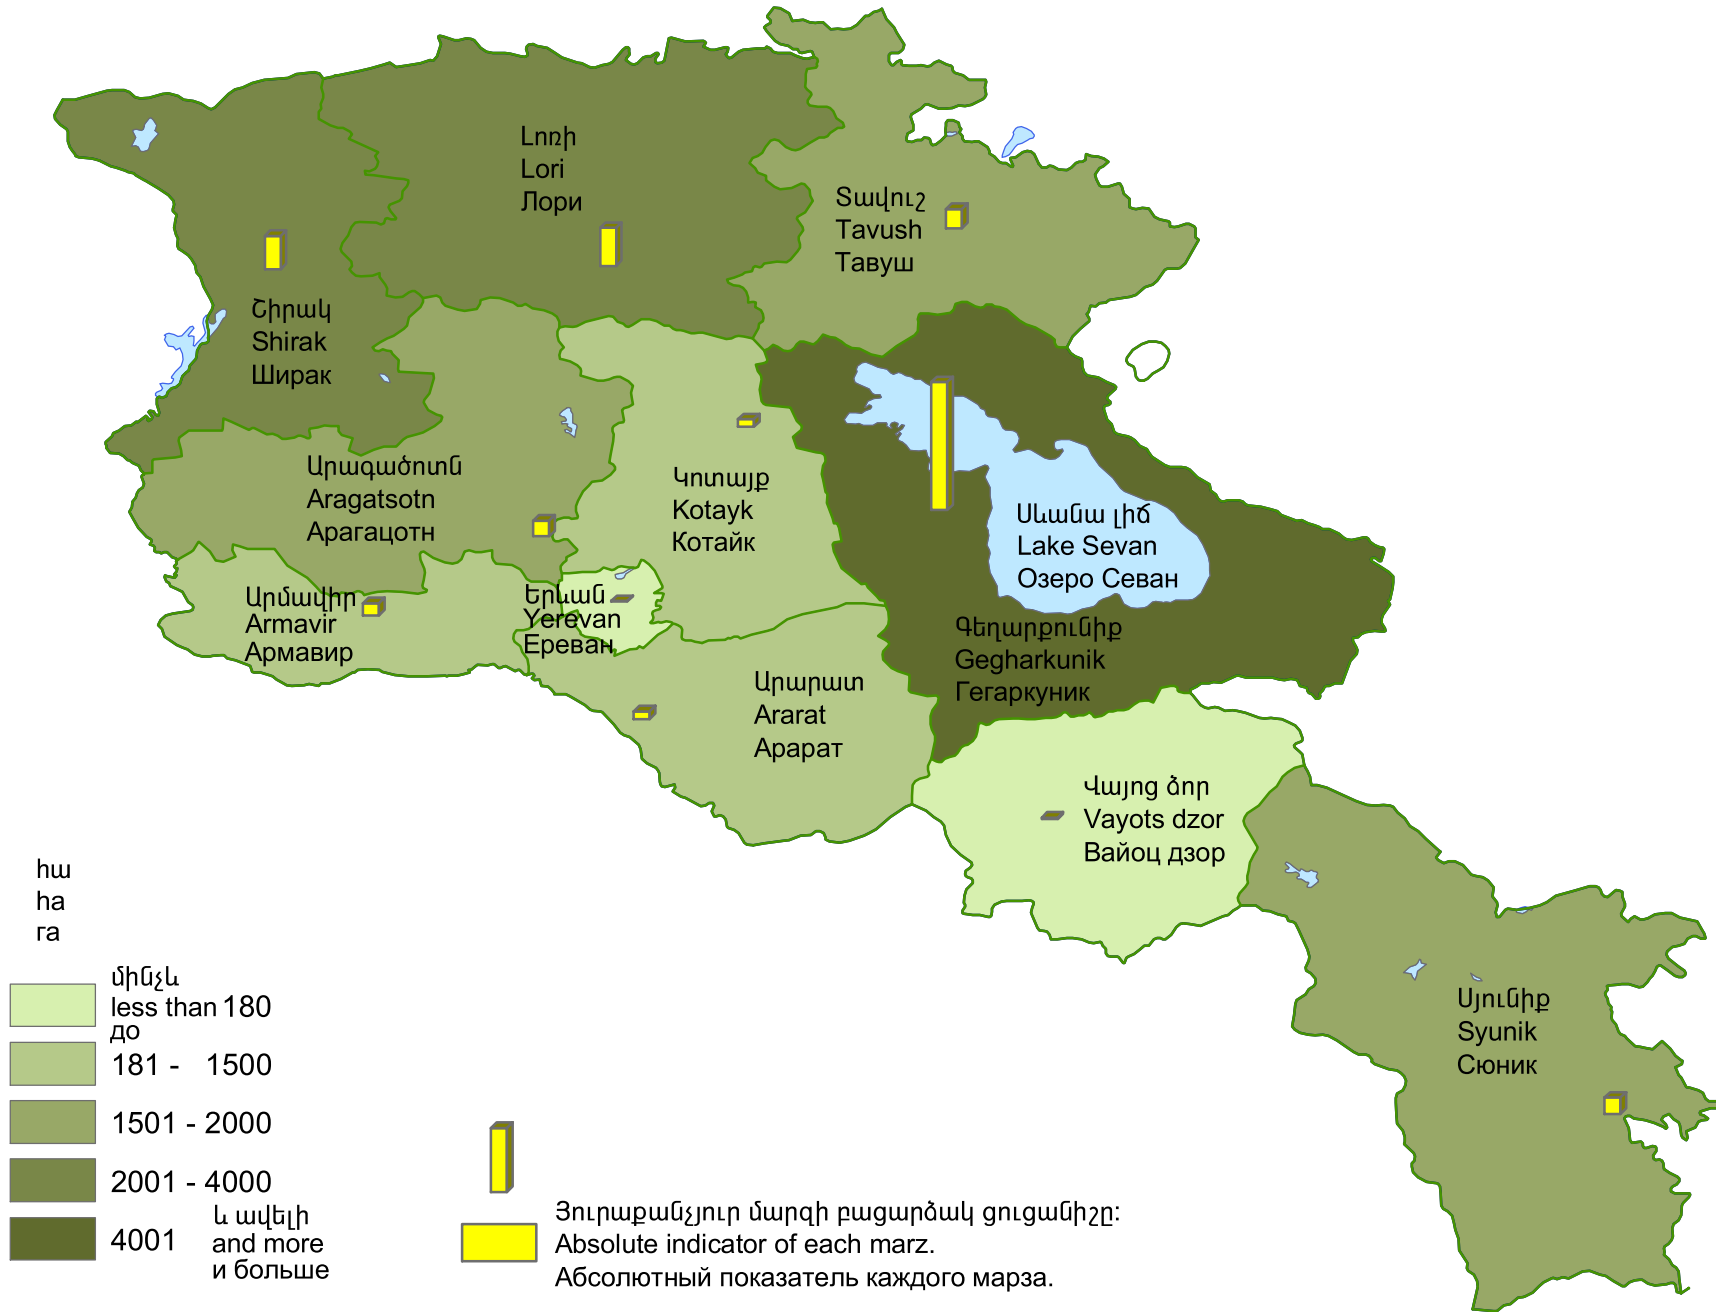 Լոռի
Lori
Лори
Տավուշ
Tavush
Тавуш
Շիրակ
Shirak
Ширак
Արագածոտն
Aragatsotn
Арагацотн
Կոտայք
Kotayk
Котайк
Սևանա լիճ
Lake Sevan
Озеро Севан
Արմավիր
Armavir
Армавир
Երևան
Yerevan
Ереван
Գեղարքունիք
Gegharkunik
Гегаркуник
Արարատ
Ararat
Арарат
Վայոց ձոր
Vayots dzor
Вайоц дзор
Սյունիք
Syunik
Сюник
հա
ha
га
մինչև
less than 180
до
181 - 1500
1501 - 2000
2001 - 4000
4001
և ավելի
and more
и больше
Յուրաքանչյուր մարզի բացարձակ ցուցանիշը:
Absolute indicator of each marz.
Абсолютный показатель каждого марза.